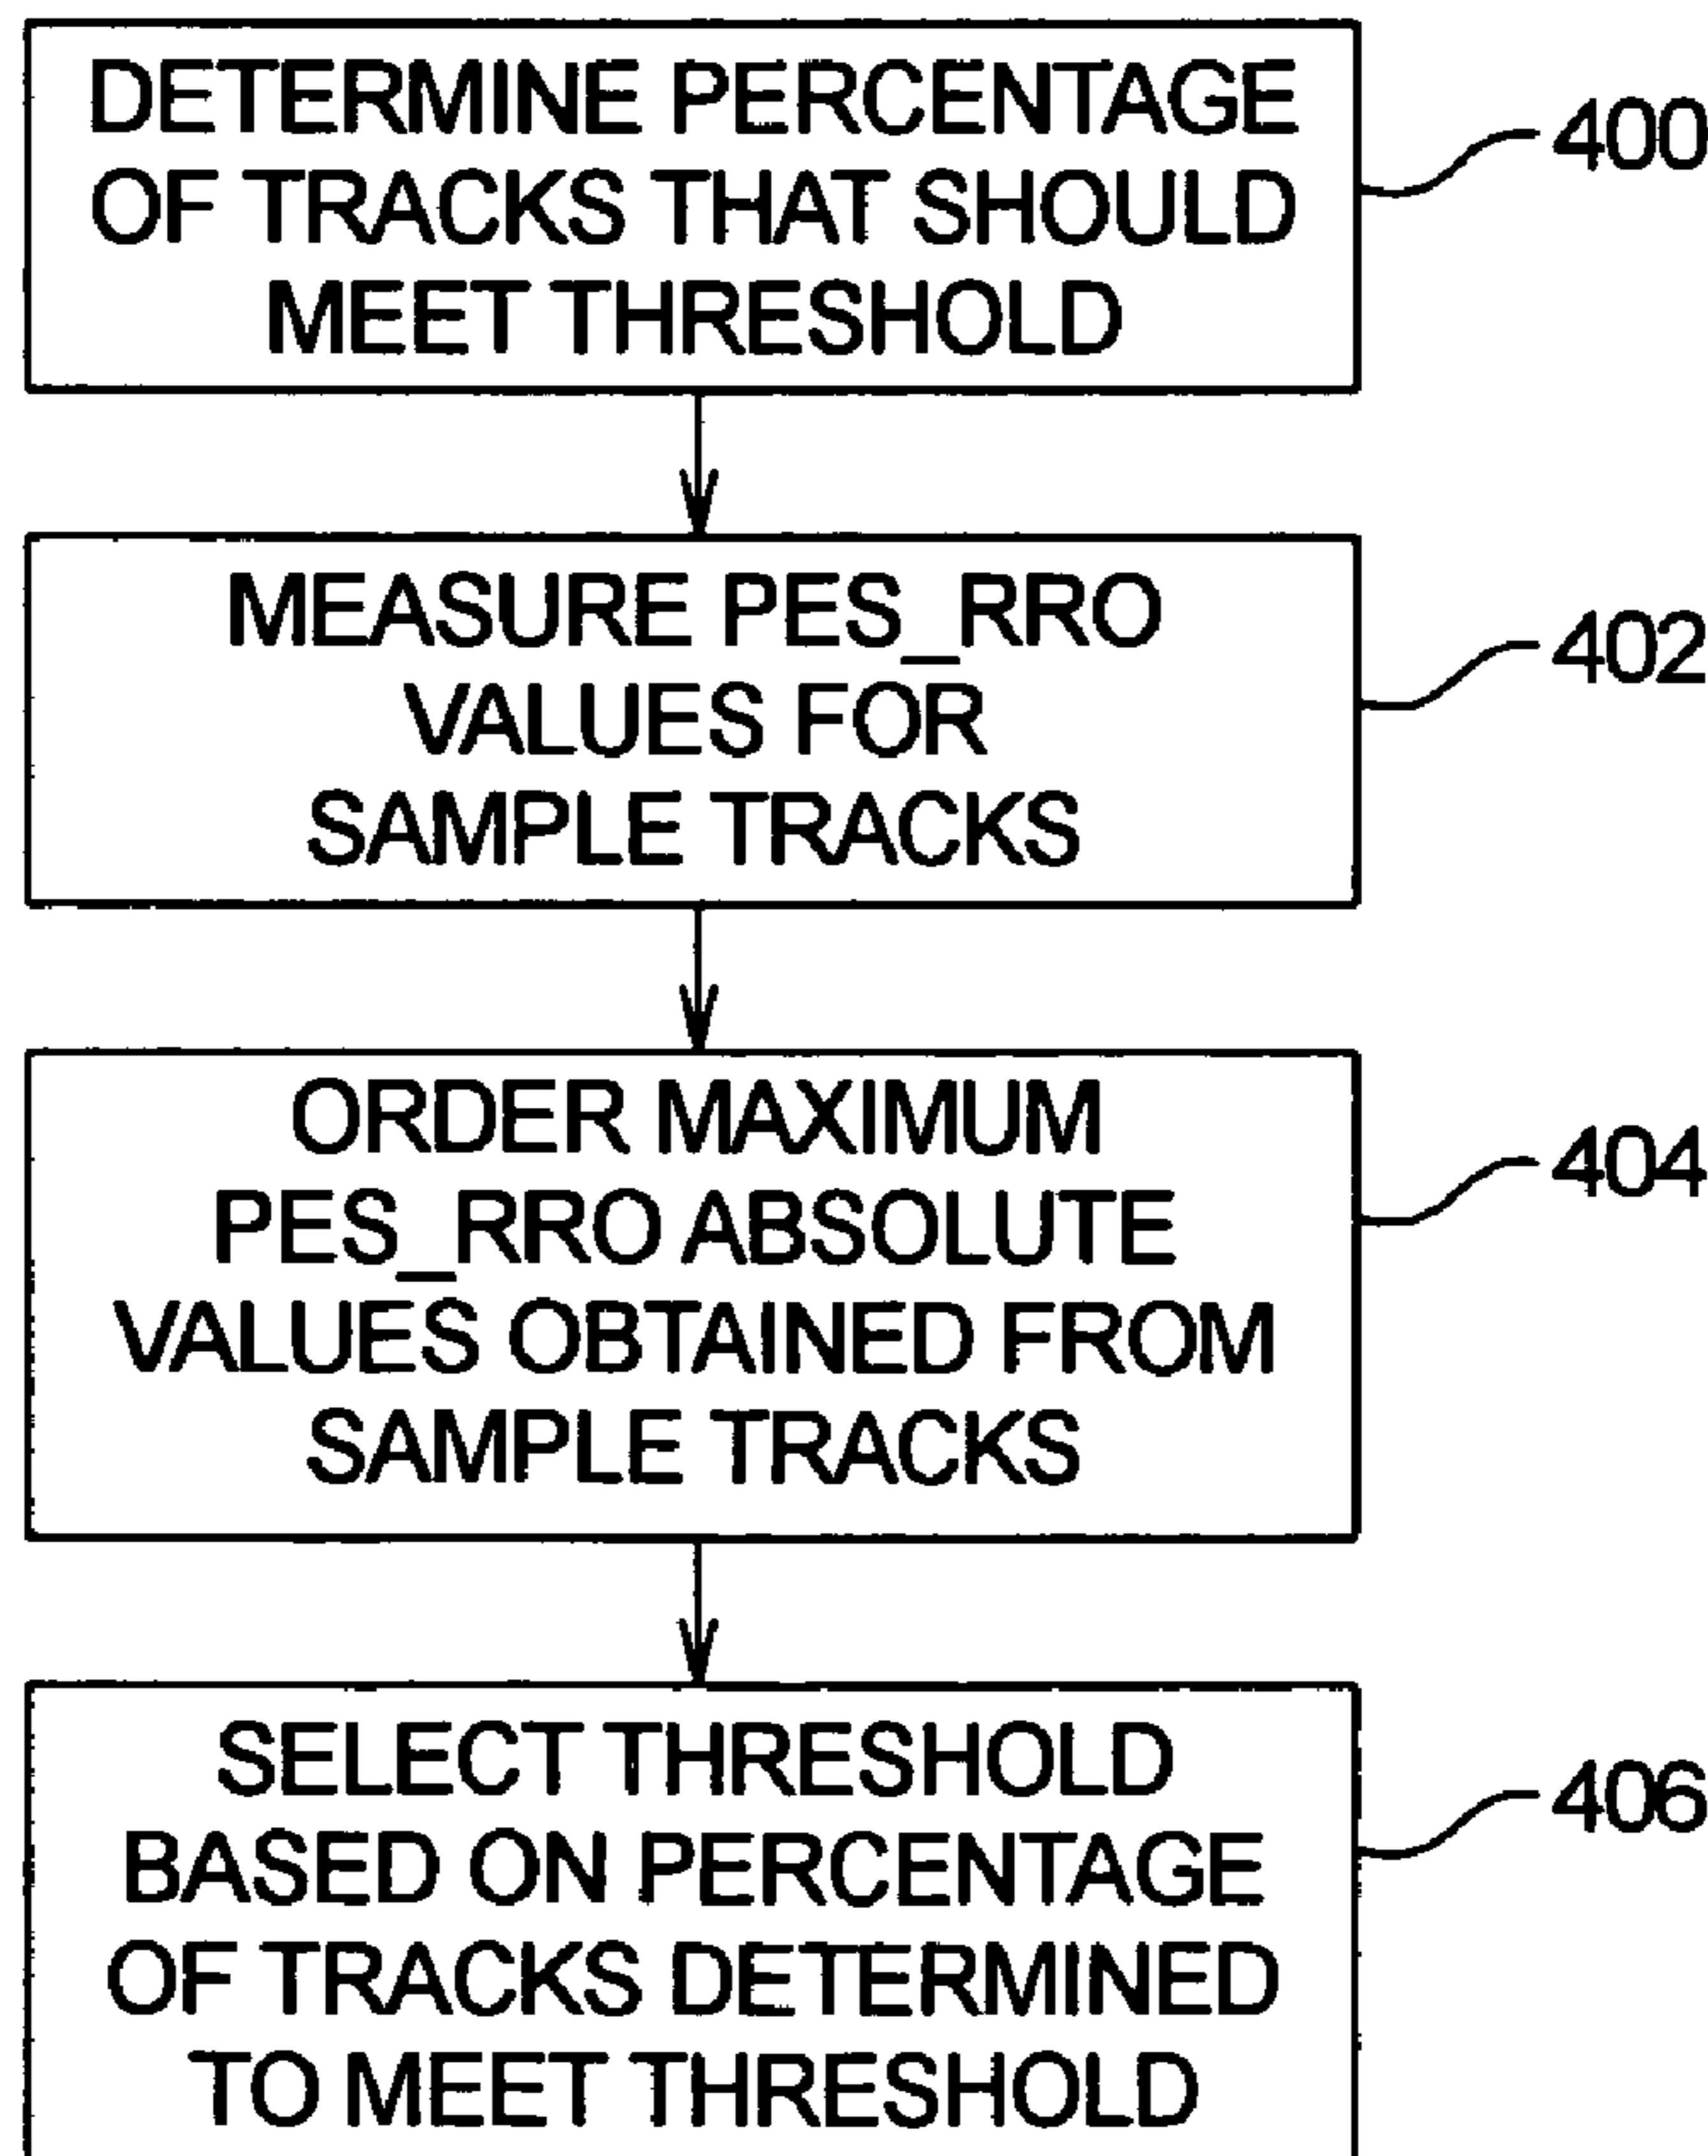 DETERMINE PERCENTAGE
OF TRACKS THAT SHOULD
MEET THRESHOLD
400
MEASURE PES_RRO
VALUES FOR
SAMPLE TRACKS
402
ORDER MAXIMUM
PES_RRO ABSOLUTE
VALUES OBTAINED FROM
SAMPLE TRACKS
404
SELECT THRESHOLD
BASED ON PERCENTAGE
OF TRACKS DETERMINED
TO MEET THRESHOLD
406